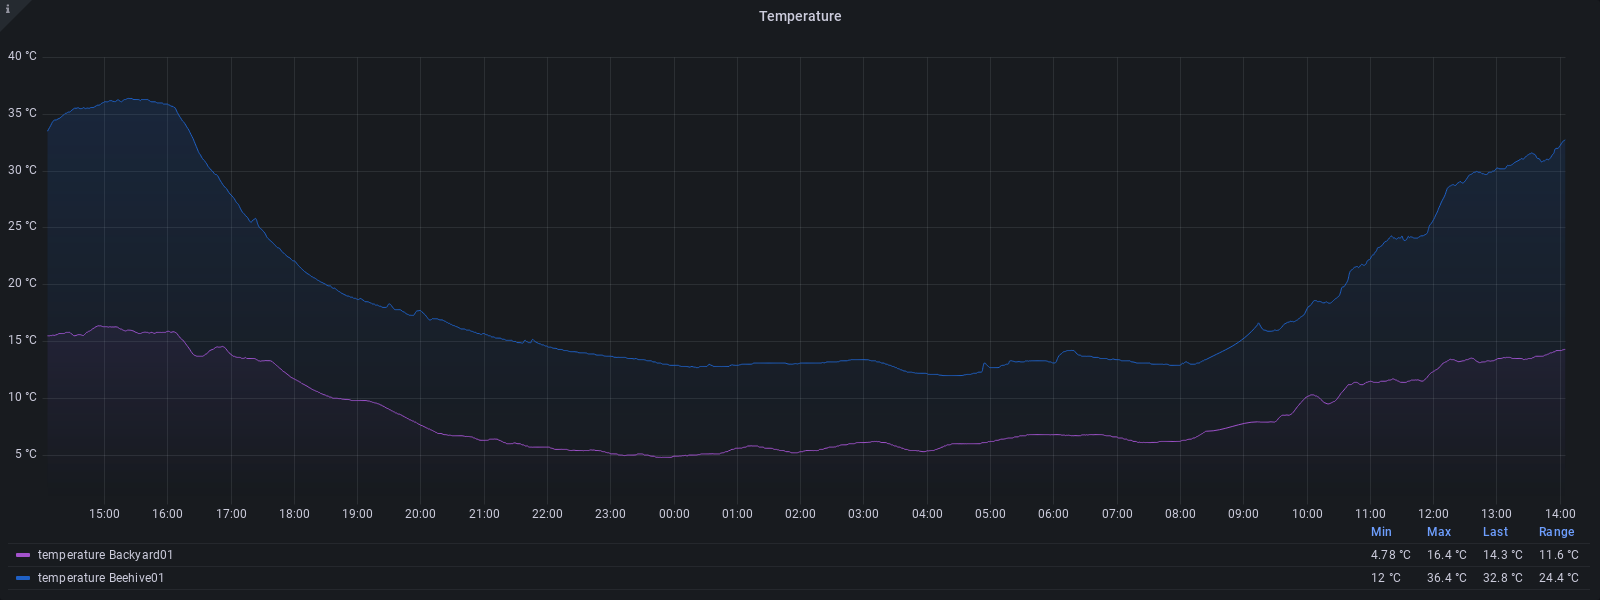 i
Temperature
40 °C
35 °C
30 °C
25 °C
20 °C
15 °C
10 °C
5 °C
15:00 16:00 17:00 18:00 19:00 20:00 21:00 22:00 23:00 00:00 01:00 02:00 03:00 04:00 05:00 06:00 07:00 08:00 09:00 10:00 11:00 12:00 13:00 14:00
Min Max Last Range
temperature Backyard01 4.78 °C 16.4 °C 14.3 °C 11.6 °C
temperature Beehive01 12 °C 36.4 °C 32.8 °C 24.4 °C